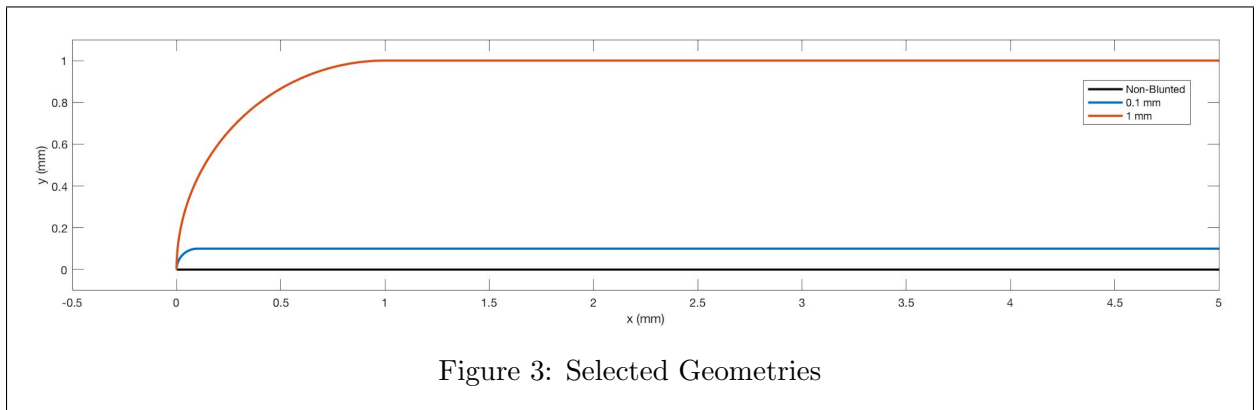 1
0.8
0.6
0.4
0.2
0
y (mm)
-0.5 0 0.5 1 1.5 2 2.5 3 3.5 4 4.5 5
x (mm)
Non-Blunted
0.1 mm
1 mm
Figure 3: Selected Geometries